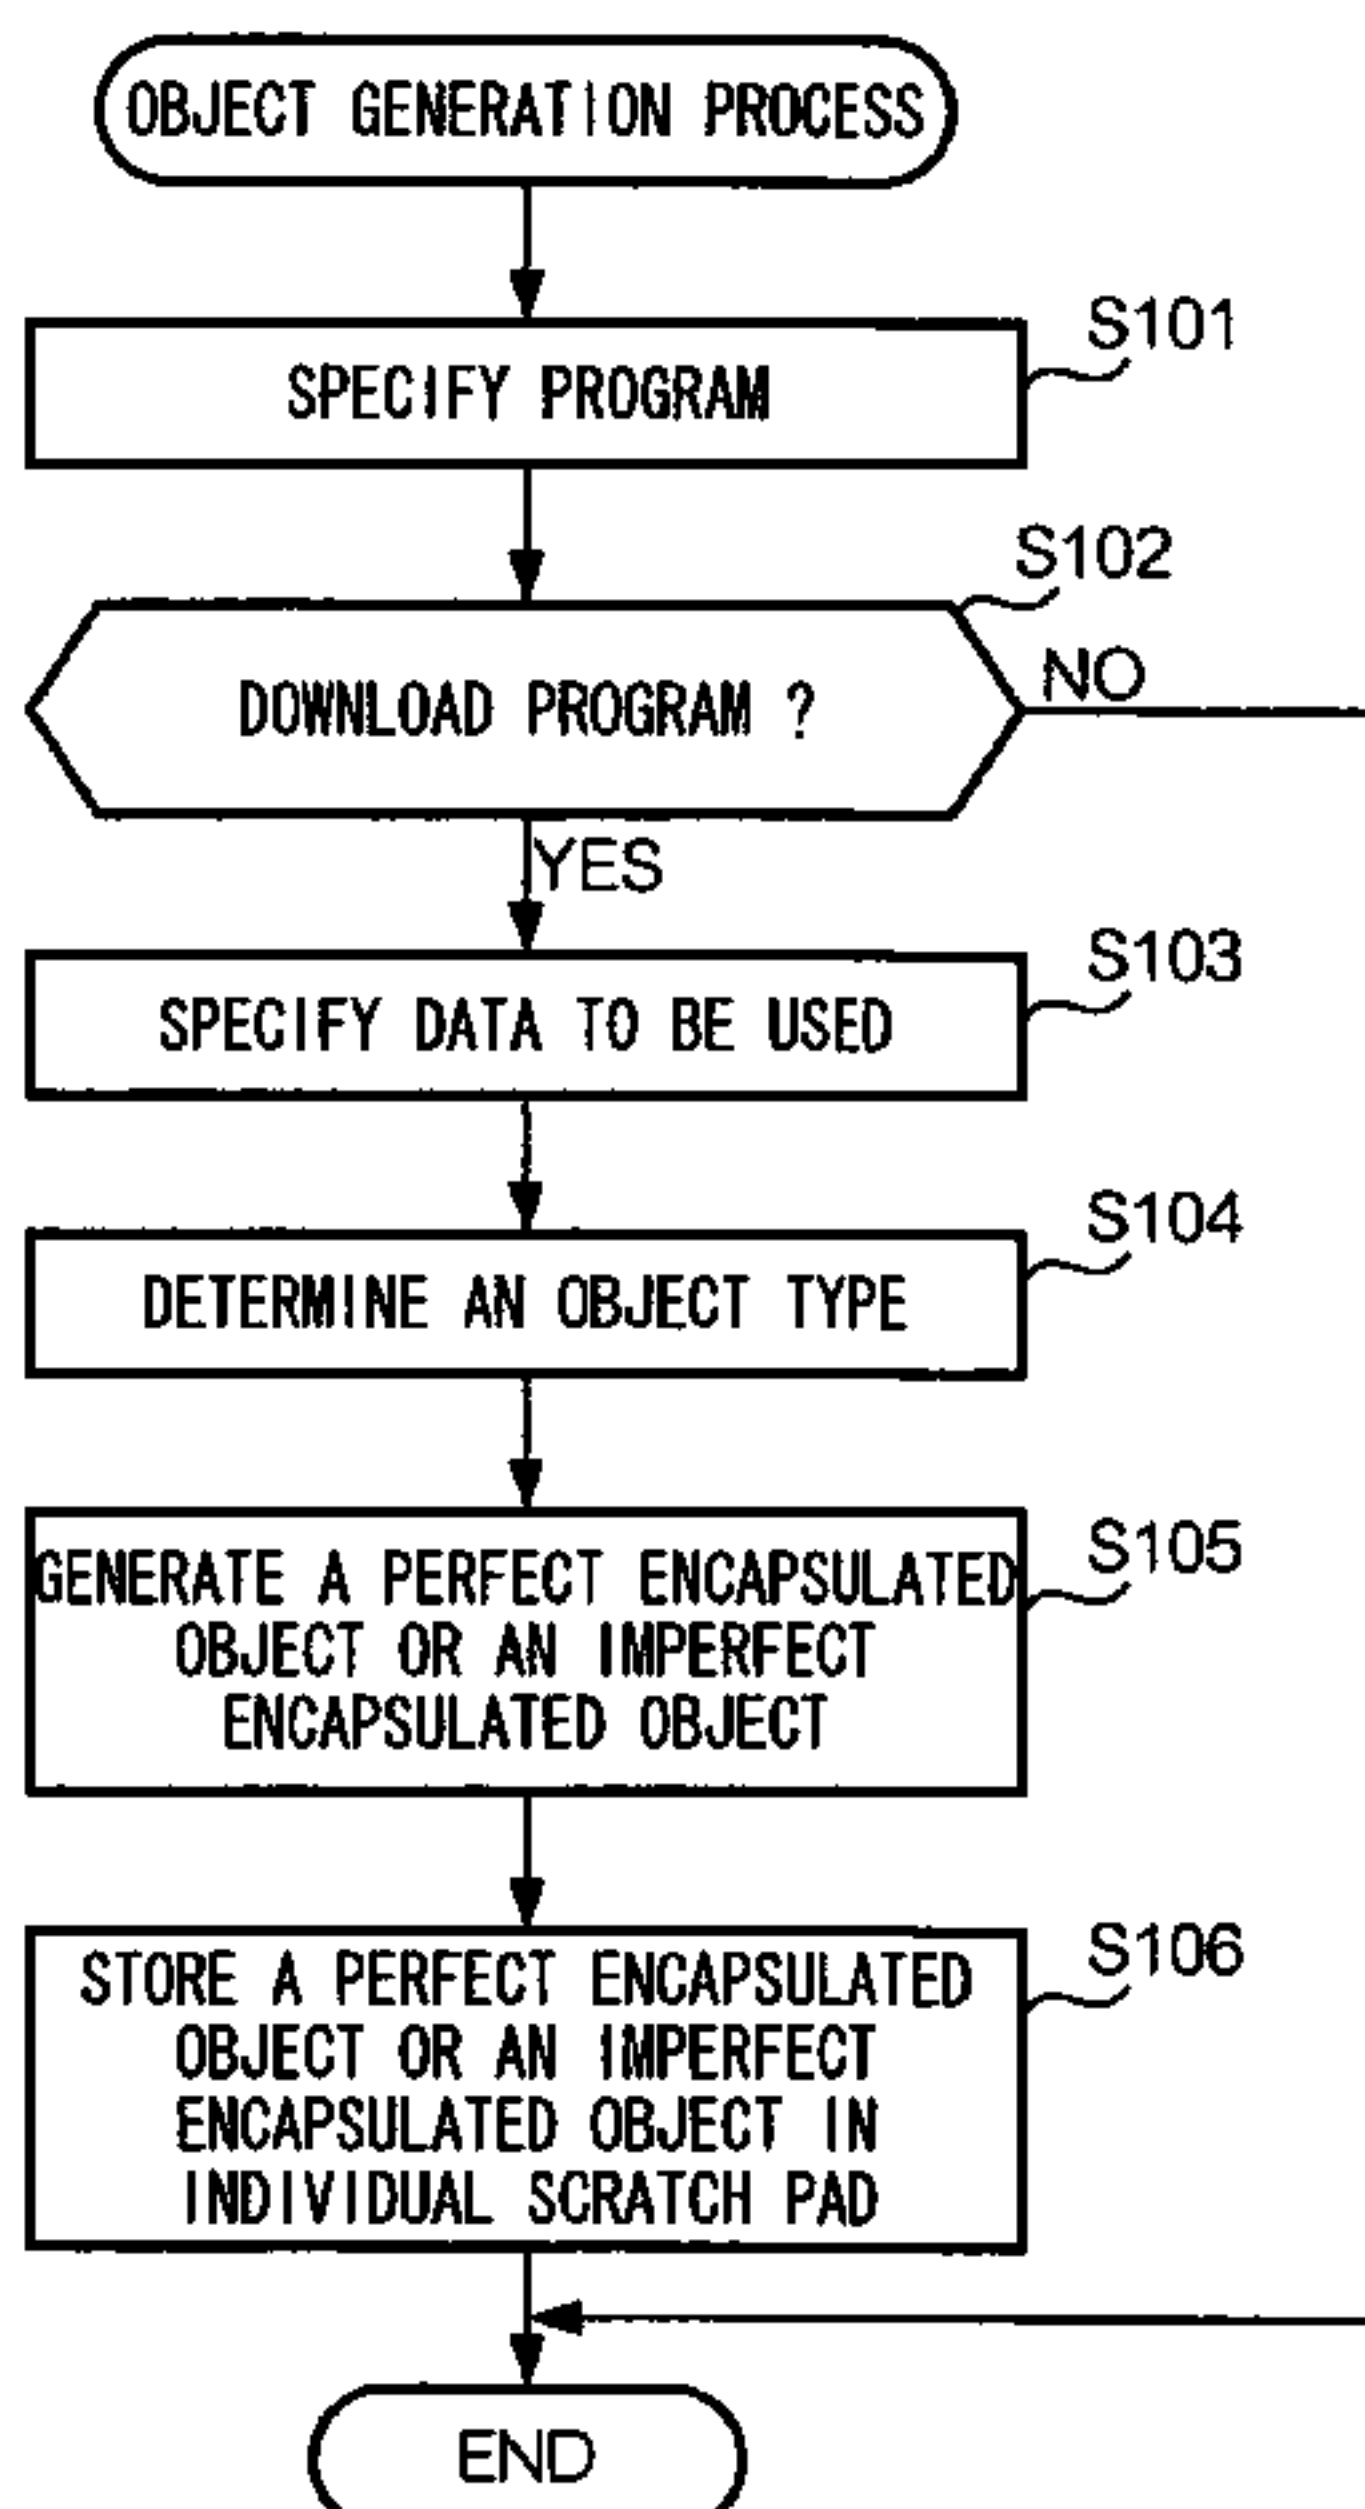 OBJECT GENERATION PROCESS
S101
SPECIFY PROGRAM
S102
DOWNLOAD PROGRAM ?
NO
YES
S103
SPECIFY DATA TO BE USED
S104
DETERMINE AN OBJECT TYPE
S105
GENERATE A PERFECT ENCAPSULATED
OBJECT OR AN IMPERFECT
ENCAPSULATED OBJECT
S106
STORE A PERFECT ENCAPSULATED
OBJECT OR AN IMPERFECT
ENCAPSULATED OBJECT IN
INDIVIDUAL SCRATCH PAD
END